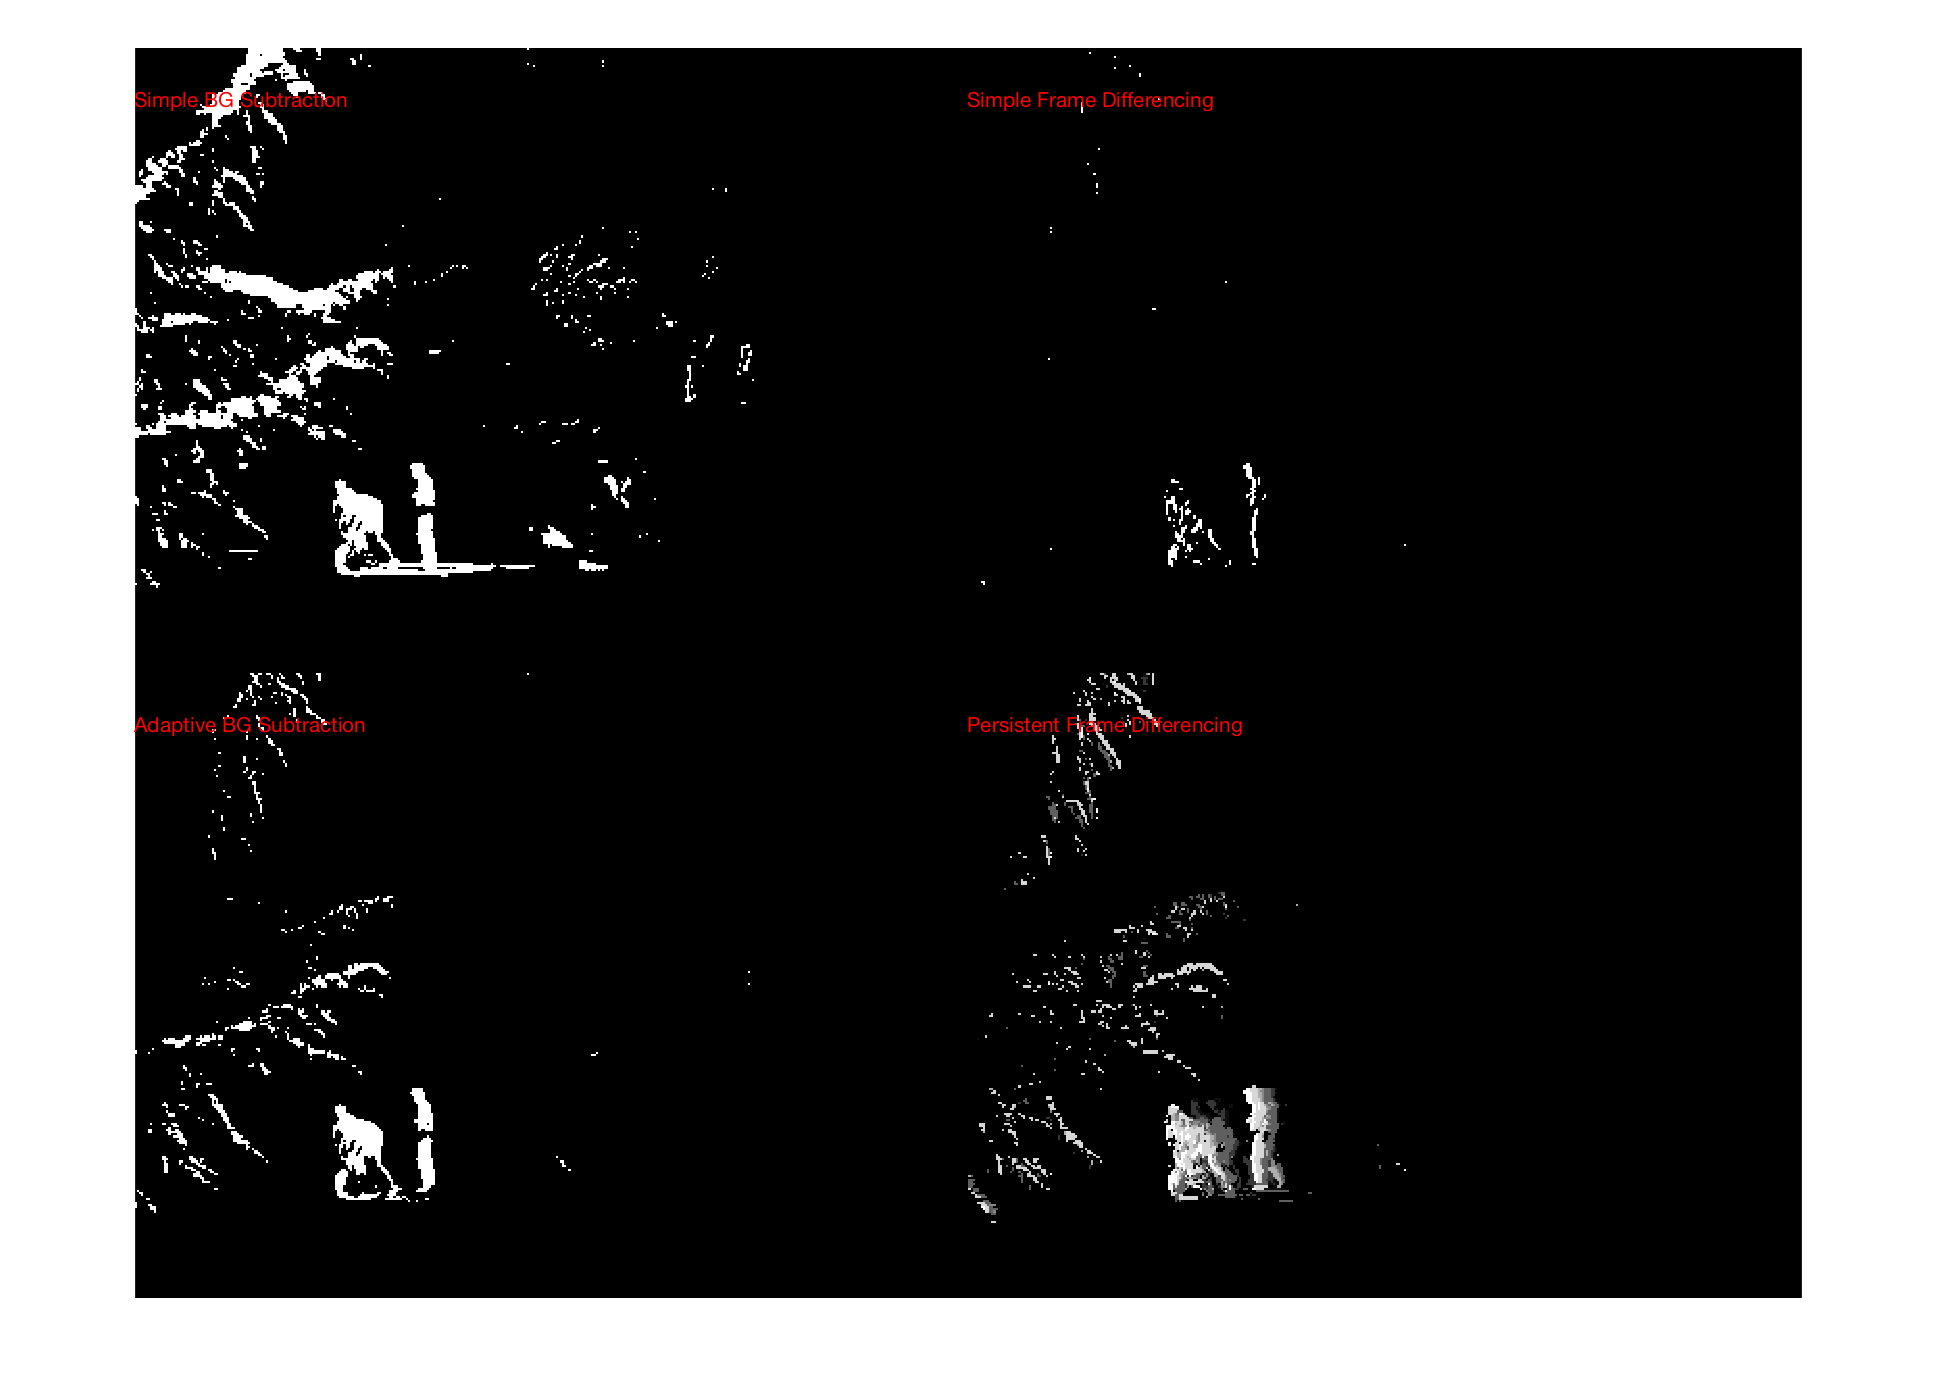 Simple BG Subtraction
Simple Frame Differencing
Adaptive BG Subtraction
Persistent Frame Differencing